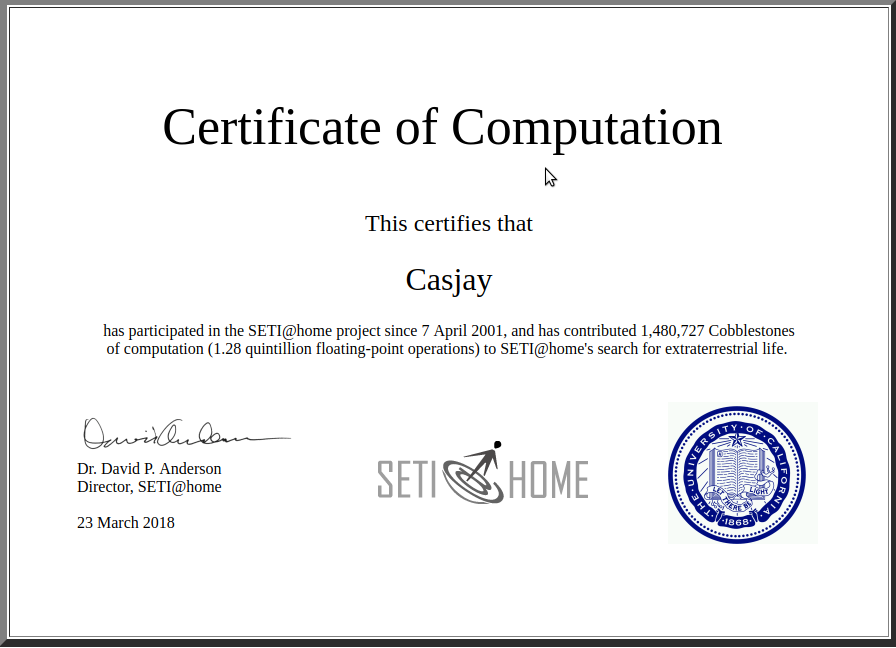 Certificate of Computation
This certifies that
Casjay
has participated in the SETI@home project since 7 April 2001, and has contributed 1,480,727 Cobblestones
of computation (1.28 quintillion floating-point operations) to SETI@home's search for extraterrestrial life.
Dr. David P. Anderson
Director, SETI@home
23 March 2018
SETI HOME
THE·UNIVERSITY·OF·CALIFORNIA·
LET THERE BE LIGHT
·1868·